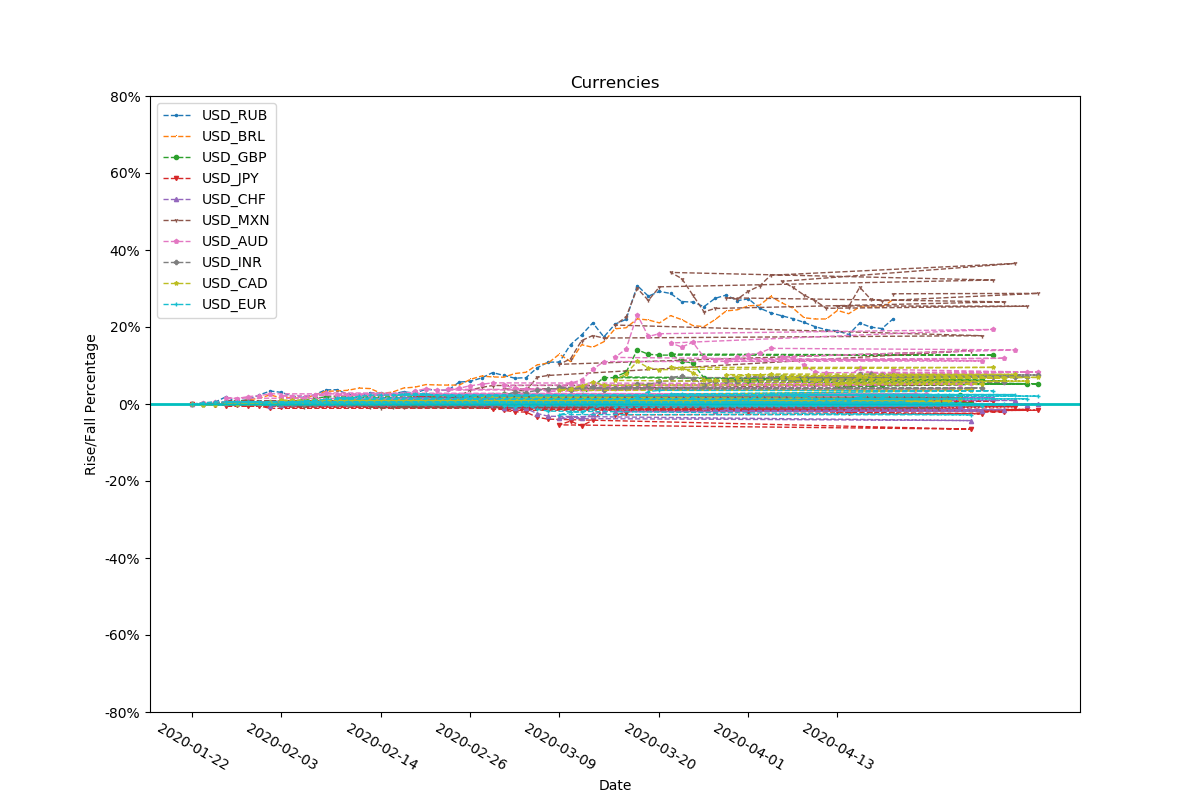 Currencies
80%
60%
40%
20%
0%
-20%
-40%
-60%
-80%
Rise/Fall Percentage
USD_RUB
USD_BRL
USD_GBP
USD_JPY
USD_CHF
USD_MXN
USD_AUD
USD_INR
USD_CAD
USD_EUR
2020-01-22
2020-02-03
2020-02-14
2020-02-26
2020-03-09
2020-03-20
2020-04-01
2020-04-13
Date